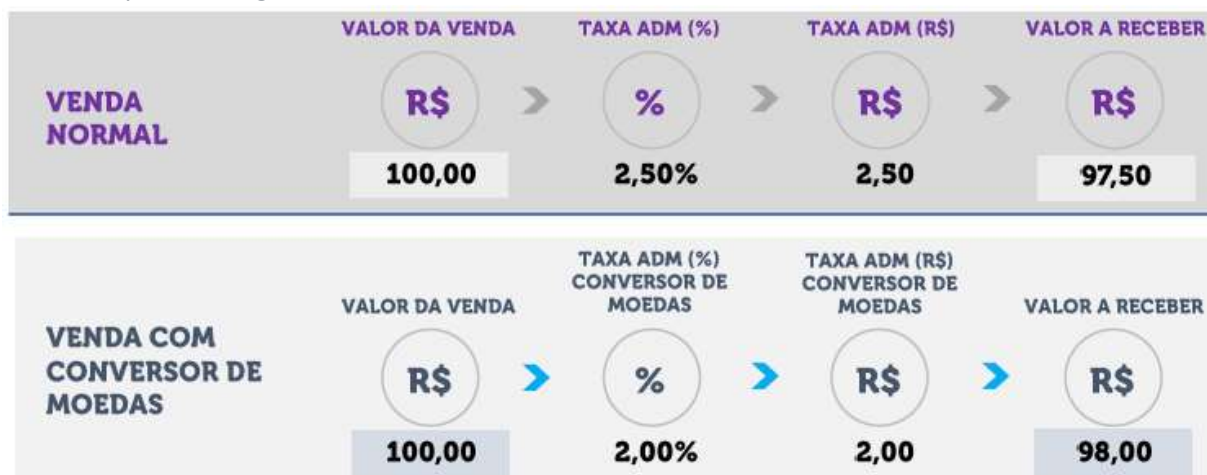 VALOR DA VENDA TAXA ADM (%) TAXA ADM (R$) VALOR A RECEBER
VENDA
NORMAL
R$ % R$ R$
100,00 2,50% 2,50 97,50
VALOR DA VENDA
TAXA ADM (%)
CONVERSOR DE
MOEDAS
TAXA ADM (R$)
CONVERSOR DE
MOEDAS
VALOR A RECEBER
VENDA COM
CONVERSOR DE
MOEDAS
R$ % R$ R$
100,00 2,00% 2,00 98,00